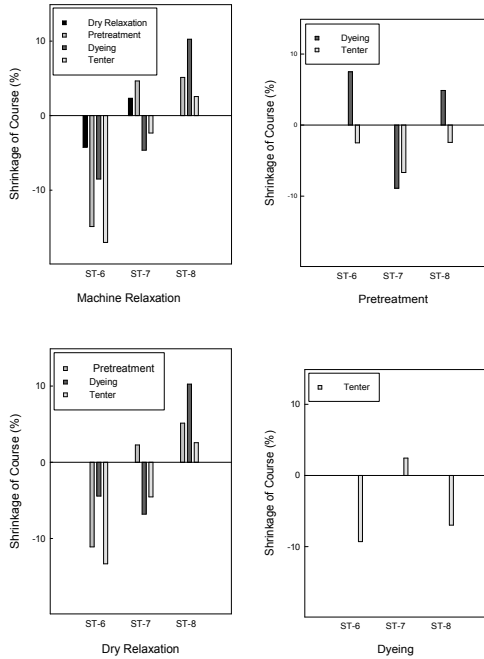 Dry Relaxation
Pretreatment
Dyeing
Tenter
10
0
-10
Shrinkage of Course (%)
ST-6 ST-7 ST-8
Machine Relaxation
Dyeing
Tenter
10
0
-10
Shrinkage of Course (%)
ST-6 ST-7 ST-8
Pretreatment
Pretreatment
Dyeing
Tenter
10
0
-10
Shrinkage of Course (%)
ST-6 ST-7 ST-8
Dry Relaxation
Tenter
10
0
-10
Shrinkage of Course (%)
ST-6 ST-7 ST-8
Dyeing